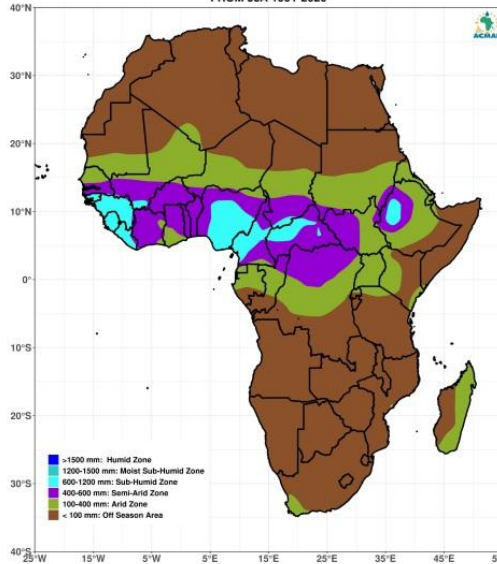 40°N
ACMAD
30°N
20°N
10°N
0°
10°S
20°S
30°S
40°S
>1500 mm: Humid Zone
1200-1500 mm: Moist Sub-Humid Zone
600-1200 mm: Sub-Humid Zone
400-600 mm: Semi-Arid Zone
100-400 mm: Arid Zone
< 100 mm: Off Season Area
25°W 15°W 5°W 5°E 15°E 25°E 35°E 45°E